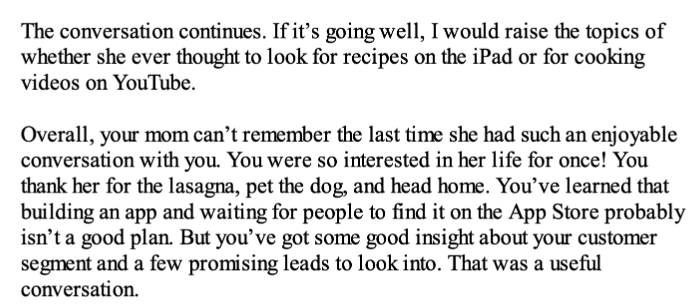 The conversation continues. If it’s going well, I would raise the topics of
whether she ever thought to look for recipes on the iPad or for cooking
videos on YouTube.
Overall, your mom can’t remember the last time she had such an enjoyable
conversation with you. You were so interested in her life for once! You
thank her for the lasagna, pet the dog, and head home. You’ve learned that
building an app and waiting for people to find it on the App Store probably
isn’t a good plan. But you’ve got some good insight about your customer
segment and a few promising leads to look into. That was a useful
conversation.